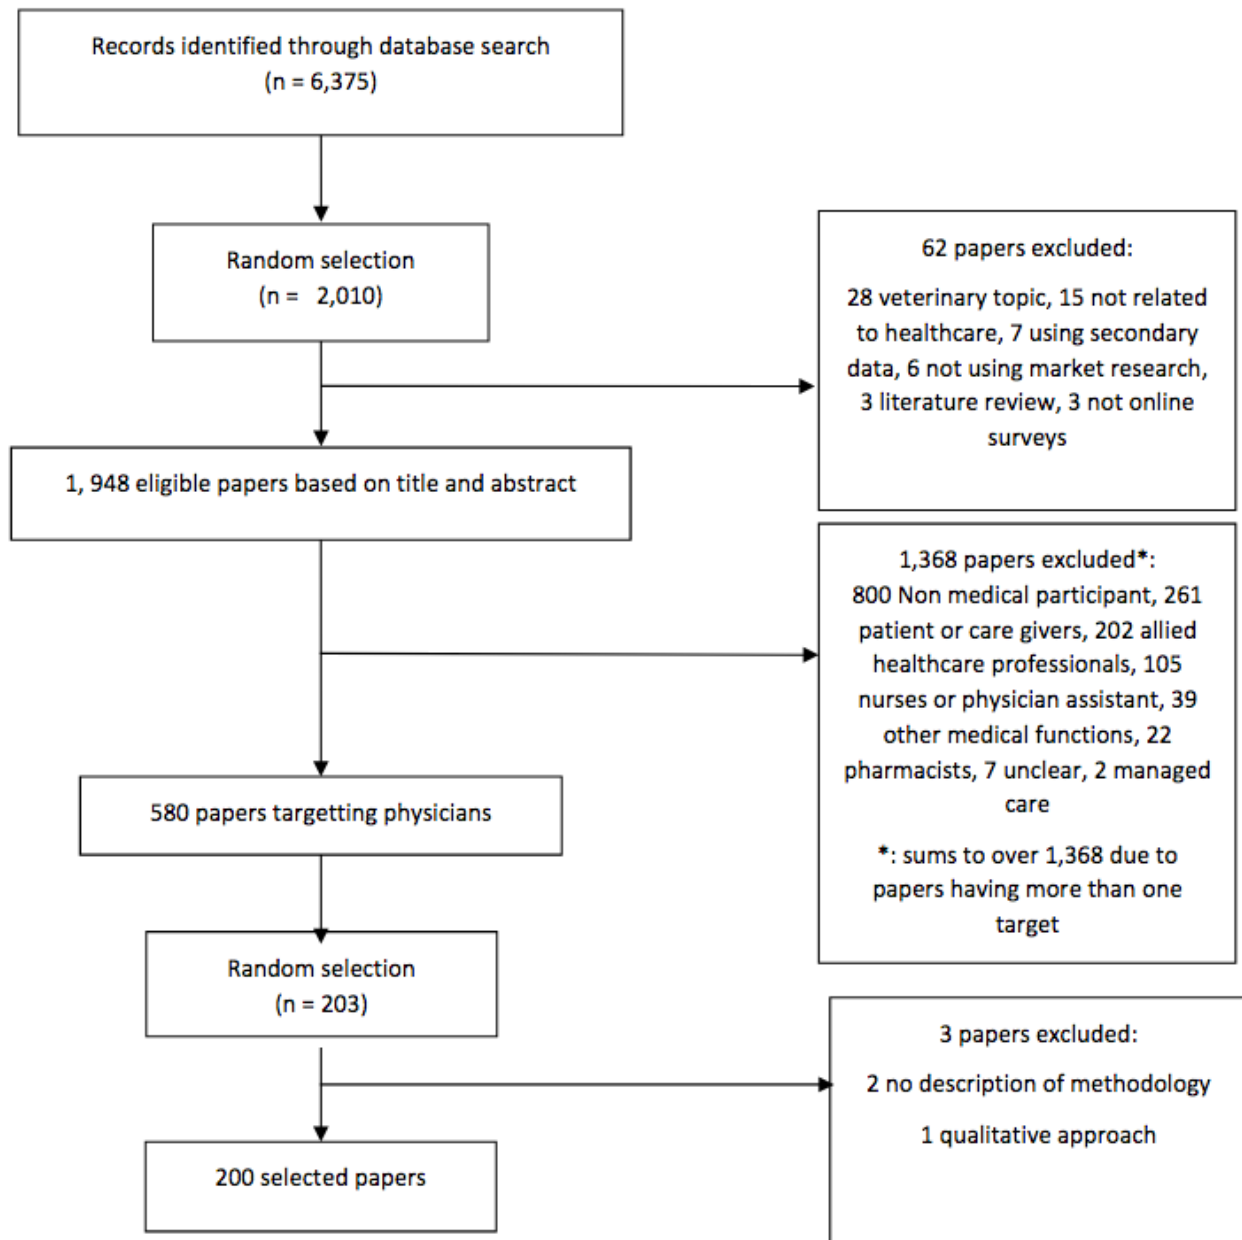 Records identified through database search
(n = 6,375)
Random selection
(n =   2,010)
62 papers excluded:
28 veterinary topic, 15 not related
to healthcare, 7 using secondary
data, 6 not using market research,
3 literature review, 3 not online
surveys
1, 948 eligible papers based on title and abstract
1,368 papers excluded*:
800 Non medical participant, 261
patient or care givers, 202 allied
healthcare professionals, 105
nurses or physician assistant, 39
other medical functions, 22
pharmacists, 7 unclear, 2 managed
care
*: sums to over 1,368 due to
papers having more than one
target
580 papers targetting physicians
Random selection
(n = 203)
3 papers excluded:
2 no description of methodology
1 qualitative approach
200 selected papers